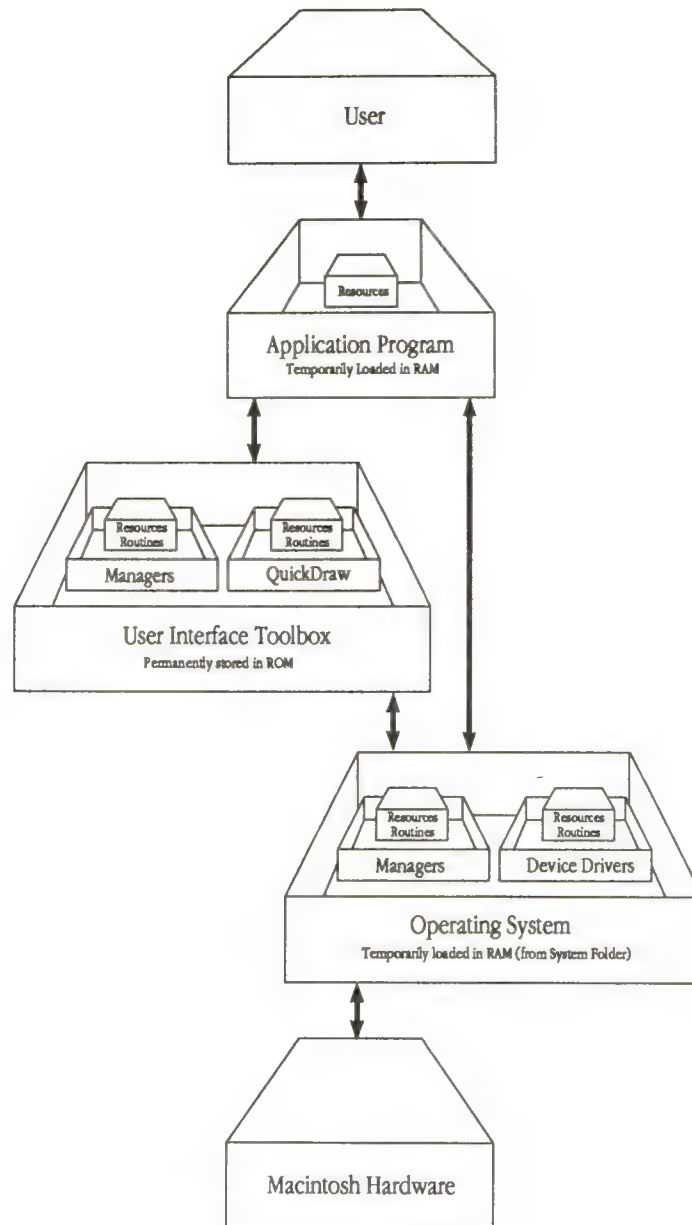 User
Resources
Application Program
Temporarily Loaded in RAM
Resources
Routines
Managers
Resources
Routines
QuickDraw
User Interface Toolbox
Permanently stored in ROM
Resources
Routines
Managers
Resources
Routines
Device Drivers
Operating System
Temporarily loaded in RAM (from System Folder)
Macintosh Hardware